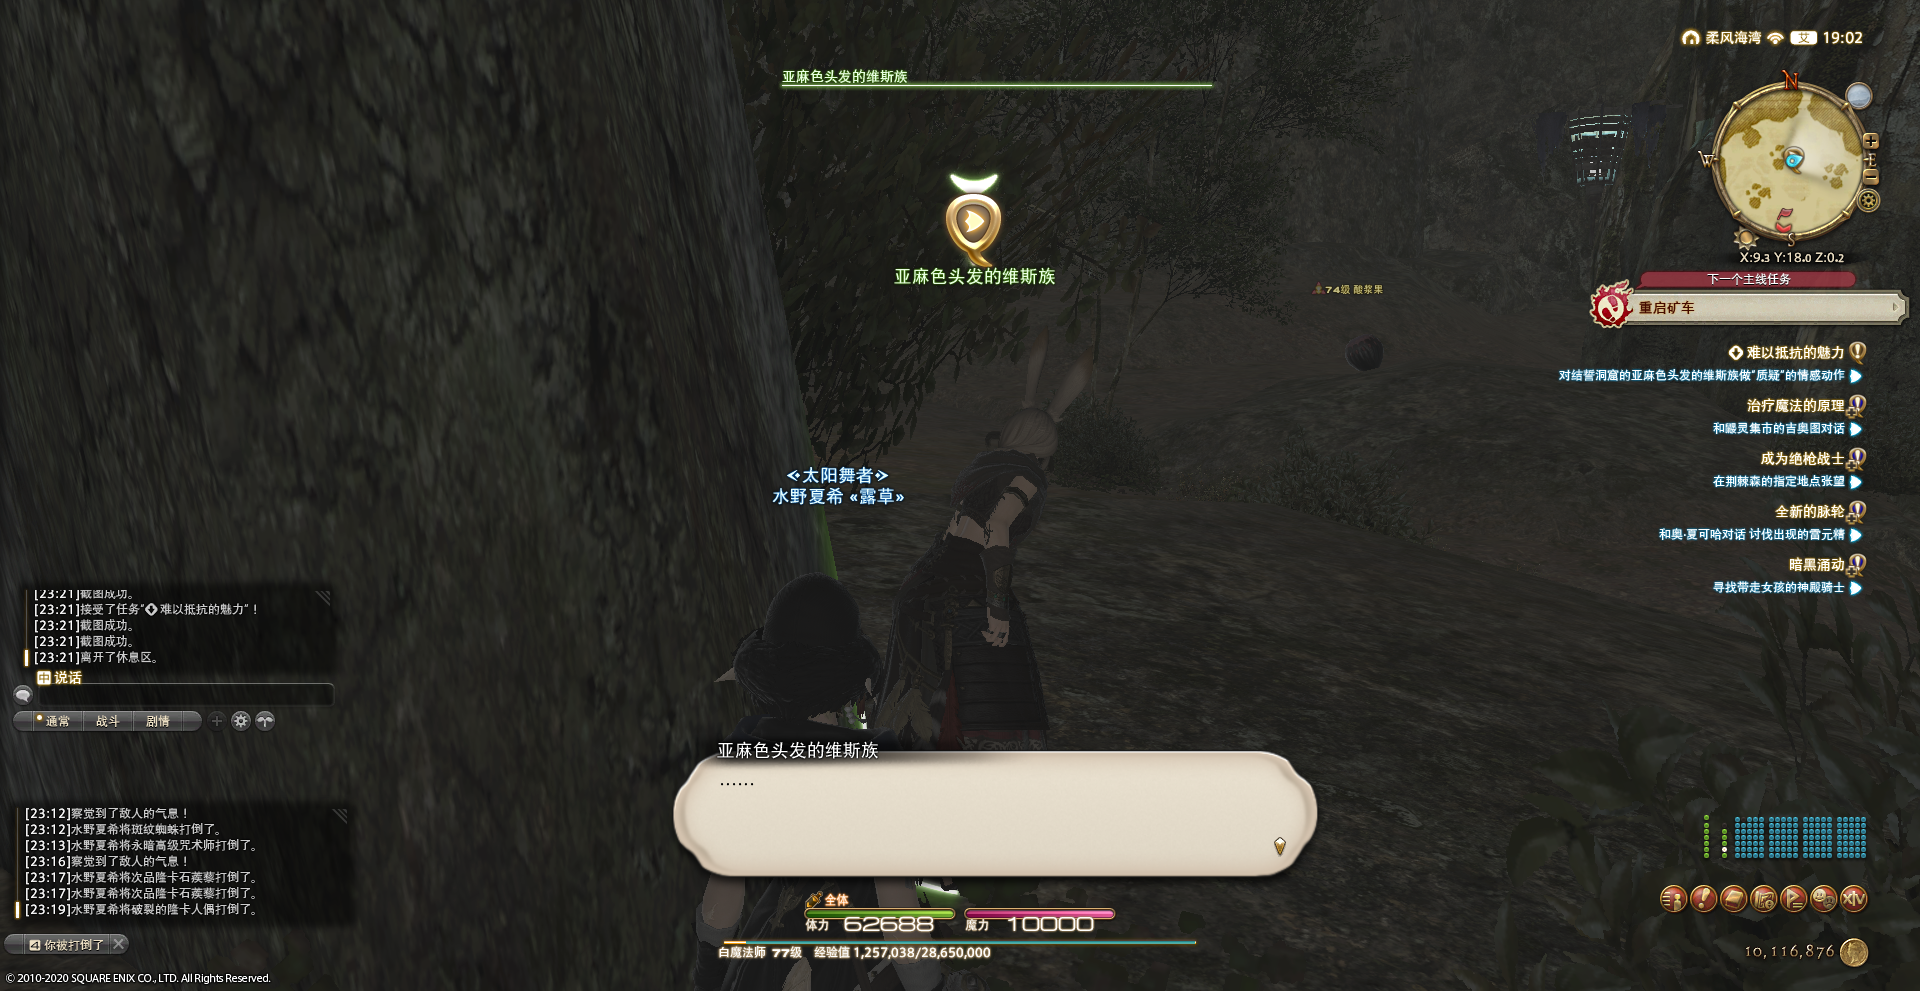 柔风海湾 艾 19:02
亚麻色头发的维斯族
N
W
E
S
X:9.3 Y:18.0 Z:0.2
亚麻色头发的维斯族
74级 酸浆果
下一个主线任务
重启矿车
难以抵抗的魅力
对结誓洞窟的亚麻色头发的维斯族做“质疑”的情感动作
治疗魔法的原理
和鼹灵集市的吉奥图对话
成为绝枪战士
在荆棘森的指定地点张望
全新的脉轮
和奥·夏可哈对话 讨伐出现的雷元精
暗黑涌动
寻找带走女孩的神殿骑士
太阳舞者
水野夏希 «露草»
[23:21]截图成功。
[23:21]接受了任务“难以抵抗的魅力”！
[23:21]截图成功。
[23:21]截图成功。
[23:21]离开了休息区。
说话
通常 战斗 剧情
亚麻色头发的维斯族
……
[23:12]察觉到了敌人的气息！
[23:12]水野夏希将斑纹蜘蛛打倒了。
[23:13]水野夏希将永暗高级咒术师打倒了。
[23:16]察觉到了敌人的气息！
[23:17]水野夏希将次品隆卡石蒺藜打倒了。
[23:17]水野夏希将次品隆卡石蒺藜打倒了。
[23:19]水野夏希将破裂的隆卡人偶打倒了。
4 你被打倒了
全体
体力 62688 魔力 10000
白魔法师 77级 经验值 1,257,038/28,650,000
XIV
10,116,876
© 2010-2020 SQUARE ENIX CO., LTD. All Rights Reserved.